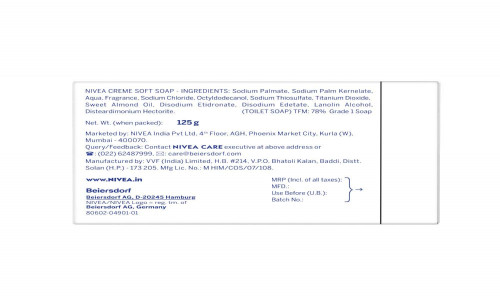 NIVEA CREME SOFT SOAP - INGREDIENTS: Sodium Palmate, Sodium Palm Kernelate,
Aqua, Fragrance, Sodium Chloride, Octyldodecanol, Sodium Thiosulfate, Titanium Dioxide,
Sweet Almond Oil, Disodium Etidronate, Disodium Edetate, Lanolin Alcohol,
Disteardimonium Hectorite. (TOILET SOAP) TFM: 78% Grade 1 Soap
Net. Wt. (when packed): 125 g
Marketed by: NIVEA India Pvt Ltd. 4th Floor, AGH, Phoenix Market City, Kurla (W),
Mumbai - 400070.
Query/Feedback: Contact NIVEA CARE executive at above address or
☎: (022) 62487999, ✉: care@beiersdorf.com
Manufactured by: VVF (India) Limited, H.B. #214, V.P.O. Bhatoli Kalan, Baddi, Distt.
Solan (H.P.) - 173 205. Mfg Lic. No.: M HIM/COS/07/108.
www.NIVEA.in
Beiersdorf
Beiersdorf AG, D-20245 Hamburg
NIVEA/NIVEA Logo = reg. tm. of
Beiersdorf AG, Germany
80602-04901-01
MRP (Incl. of all taxes):
MFD.:
Use Before (U.B.):
Batch No.: